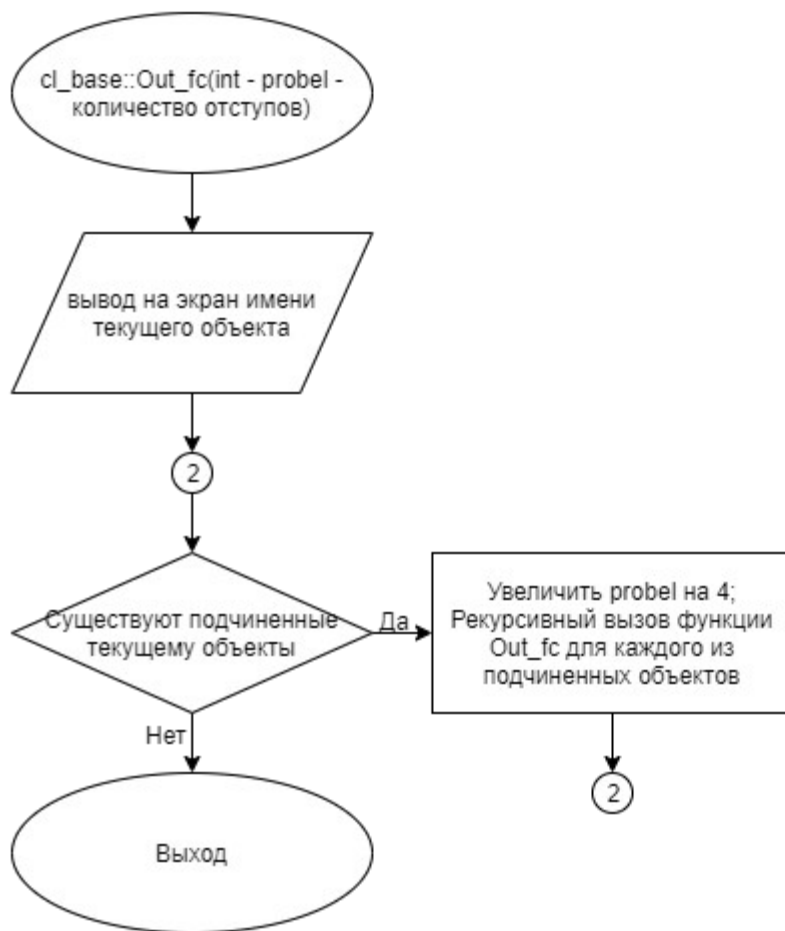 cl_base::Out_fc(int - probel -
количество отступов)
вывод на экран имени
текущего объекта
2
Существуют подчиненные
текущему объекты
Да
Увеличить probel на 4;
Рекурсивный вызов функции
Out_fc для каждого из
подчиненных объектов
Нет
2
Выход